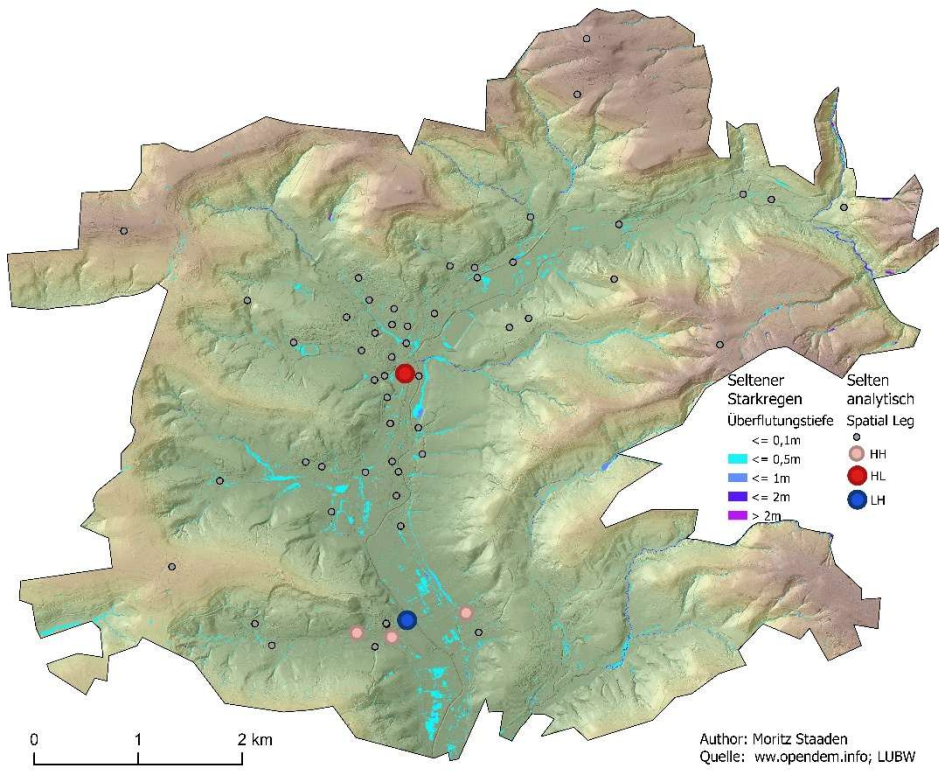 Seltener
Starkregen
Überflutungstiefe
<= 0,1m
<= 0,5m
<= 1m
<= 2m
> 2m
Selten
analytisch
Spatial Leg
HH
HL
LH
0 1 2 km
Author: Moritz Staaden
Quelle: ww.opendem.info; LUBW